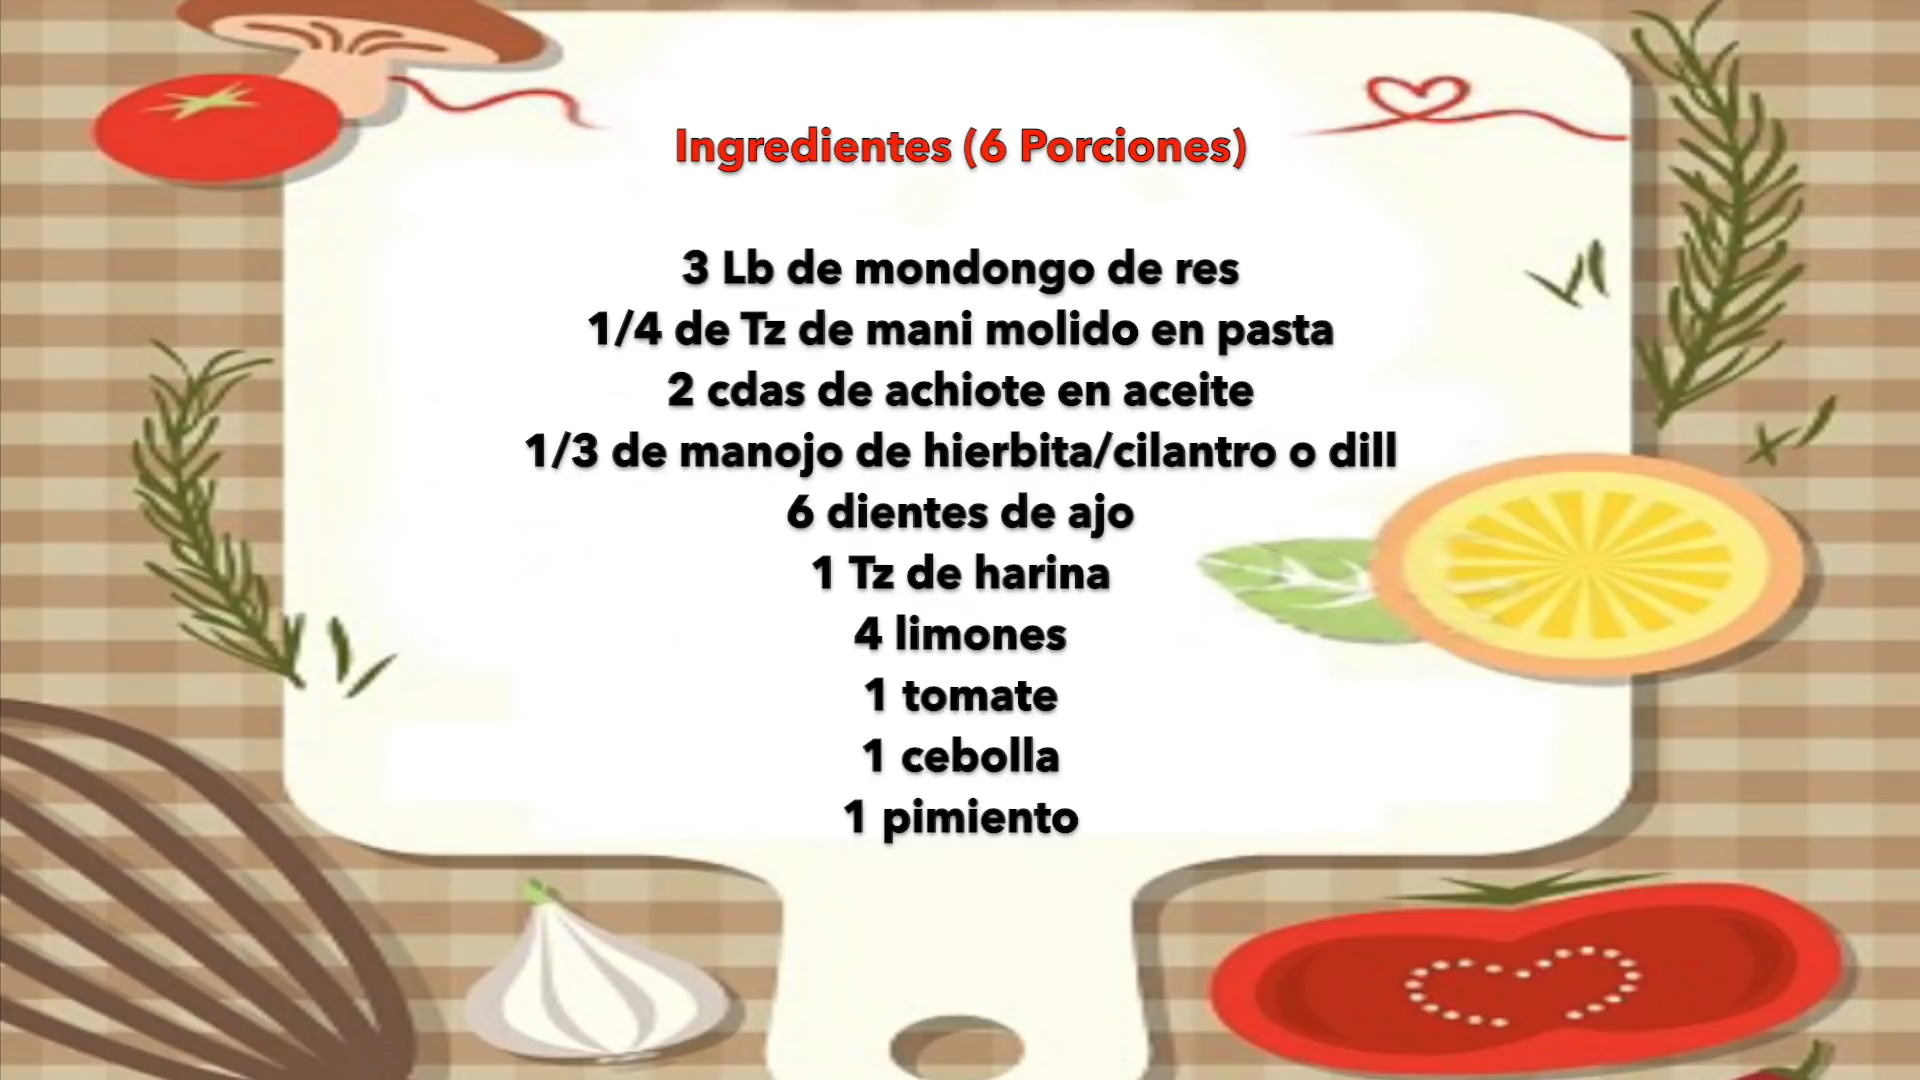 Ingredientes (6 Porciones)
3 Lb de mondongo de res
1/4 de Tz de mani molido en pasta
2 cdas de achiote en aceite
1/3 de manojo de hierbita/cilantro o dill
6 dientes de ajo
1 Tz de harina
4 limones
1 tomate
1 cebolla
1 pimiento